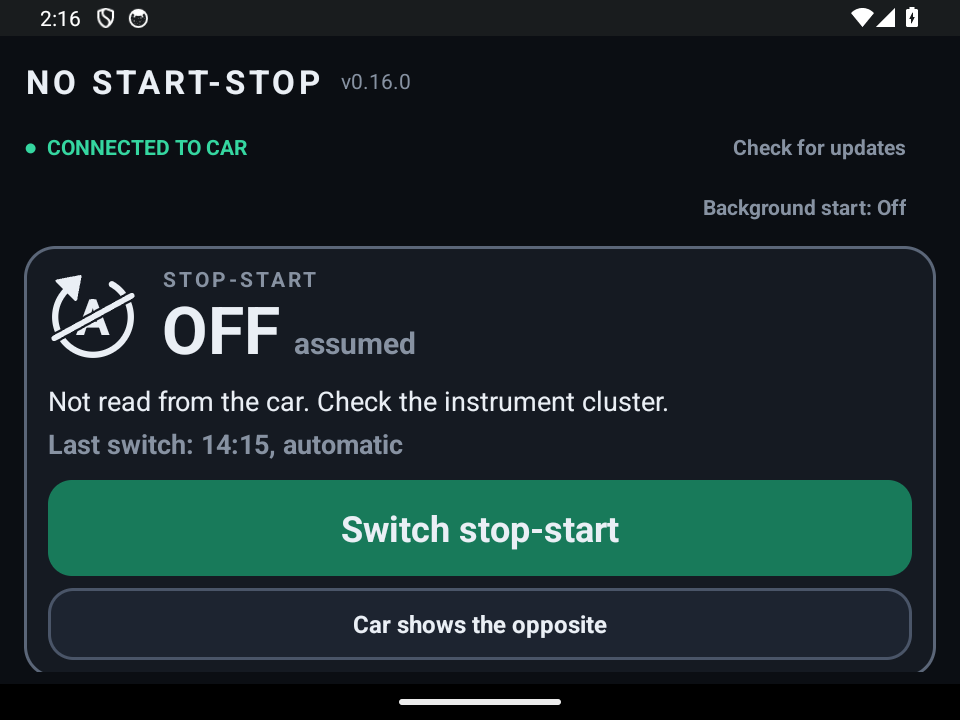 2:16
NO START-STOP v0.16.0
CONNECTED TO CAR
Check for updates
Background start: Off
STOP-START
A
OFF assumed
Not read from the car. Check the instrument cluster.
Last switch: 14:15, automatic
Switch stop-start
Car shows the opposite